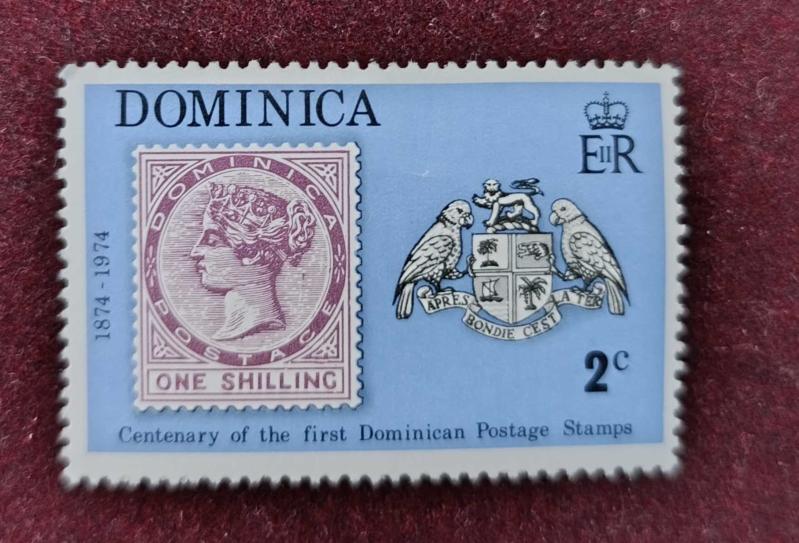 DOMINICA
EIIR
1874-1974
DOMINICA
POSTAGE
ONE SHILLING
APRES BONDIE CEST LA TER
2c
Centenary of the first Dominican Postage Stamps